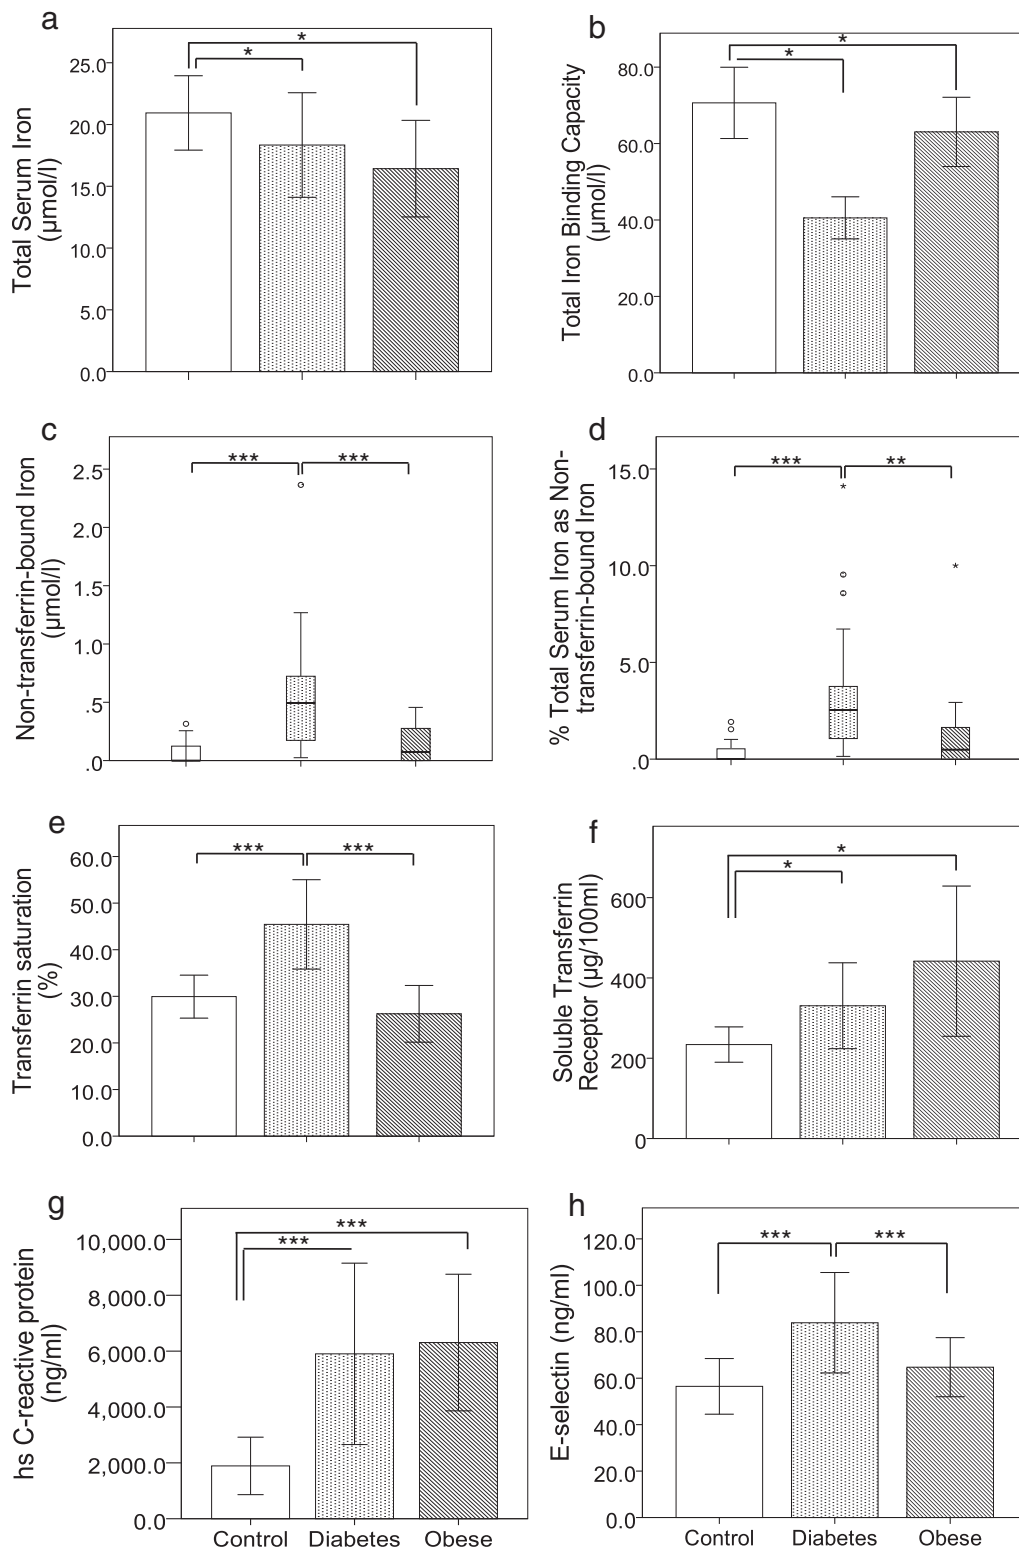 a
Total Serum Iron
(µmol/l)
25.0
20.0
15.0
10.0
5.0
0.0
*
*
b
Total Iron Binding Capacity
(µmol/l)
80.0
60.0
40.0
20.0
0.0
*
*
c
Non-transferrin-bound Iron
(µmol/l)
2.5
2.0
1.5
1.0
.5
.0
***
***
d
% Total Serum Iron as Non-
transferrin-bound Iron
15.0
10.0
5.0
.0
***
**
e
Transferrin saturation
(%)
60.0
50.0
40.0
30.0
20.0
10.0
0.0
***
***
f
Soluble Transferrin
Receptor (µg/100ml)
600
400
200
0
*
*
g
hs C-reactive protein
(ng/ml)
10,000.0
8,000.0
6,000.0
4,000.0
2,000.0
0.0
***
***
Control Diabetes Obese
h
E-selectin (ng/ml)
120.0
100.0
80.0
60.0
40.0
20.0
0.0
***
***
Control Diabetes Obese